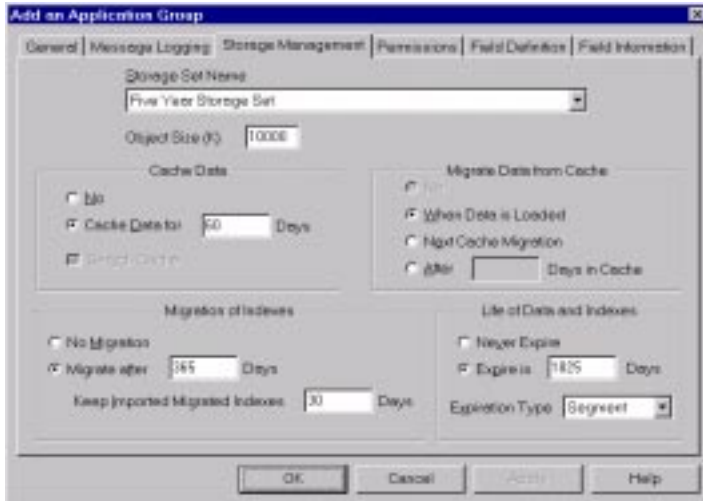 Add an Application Group
General Message Logging Storage Management Permissions Field Definition Field Information
Storage Set Name
Five Year Storage Set
Object Size (K) 10000
Cache Data
No
Cache Data for 60 Days
Search Cache
Migrate Data from Cache
No
When Data is Loaded
Next Cache Migration
After Days in Cache
Migration of Indexes
No Migration
Migrate after 365 Days
Keep Imported Migrated Indexes 30 Days
Life of Data and Indexes
Never Expire
Expire in 1825 Days
Expiration Type Segment
OK Cancel Apply Help